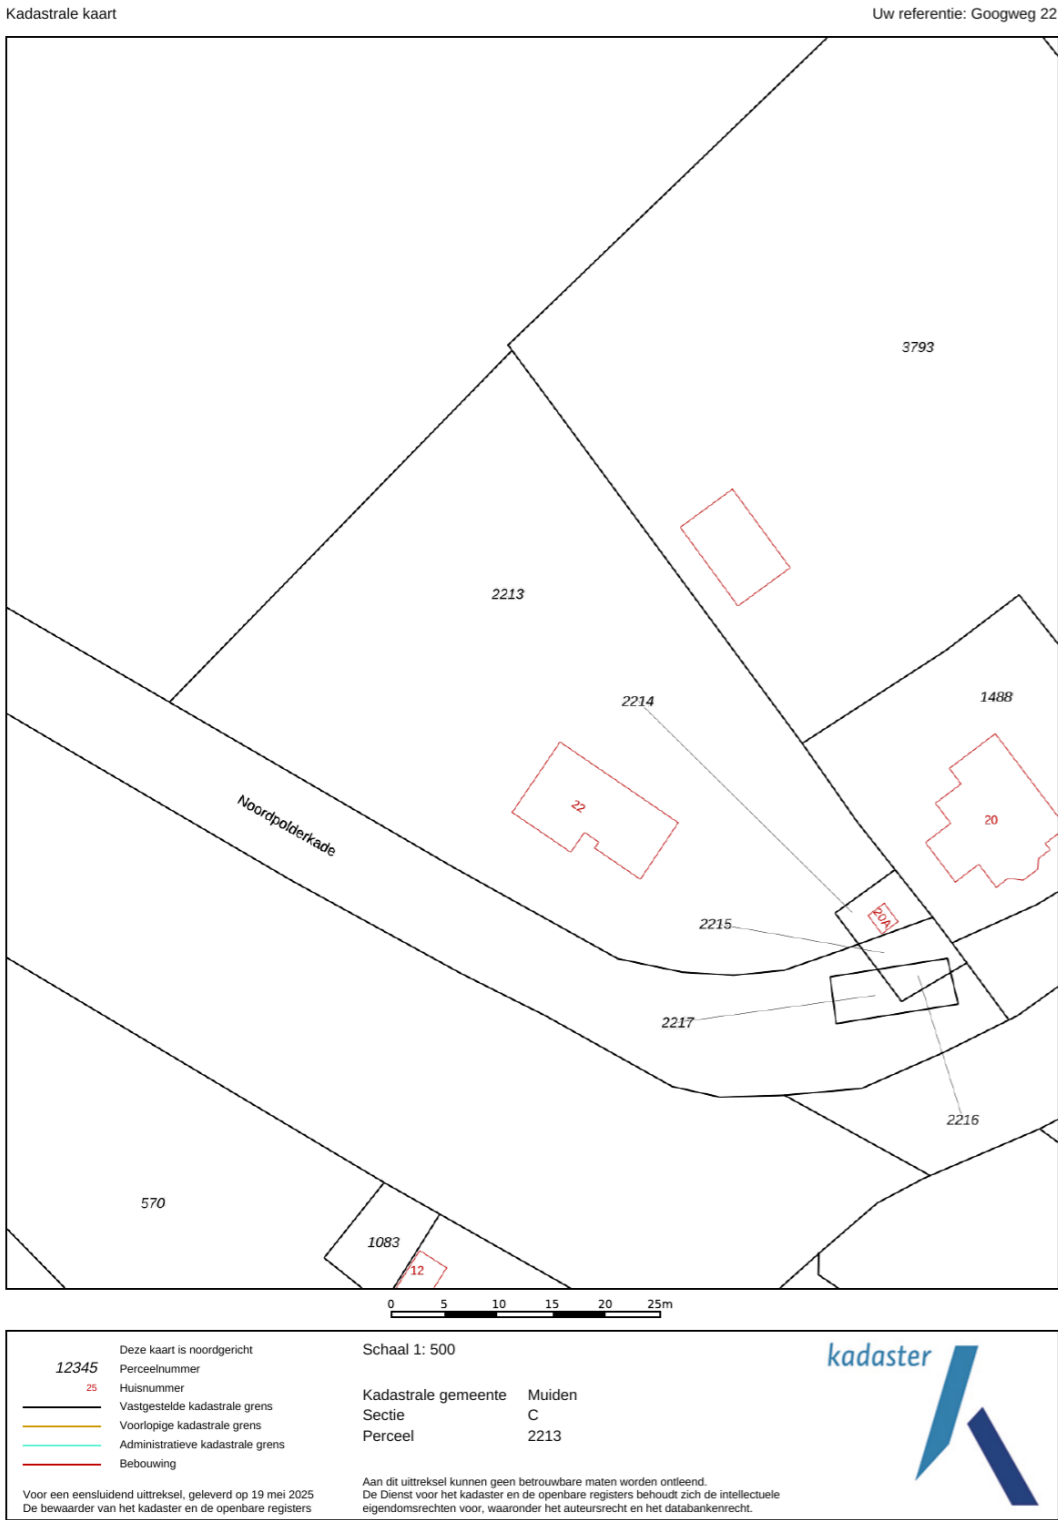 Kadastrale kaart
Uw referentie: Googweg 22
3793
2213
2214
1488
22
20
Noordpolderkade
20A
2215
2217
2216
570
1083
12
0 5 10 15 20 25m
Deze kaart is noordgericht
12345 Perceelnummer
25 Huisnummer
Vastgestelde kadastrale grens
Voorlopige kadastrale grens
Administratieve kadastrale grens
Bebouwing
Voor een eensluidend uittreksel, geleverd op 19 mei 2025
De bewaarder van het kadaster en de openbare registers
Schaal 1: 500
Kadastrale gemeente Muiden
Sectie C
Perceel 2213
Aan dit uittreksel kunnen geen betrouwbare maten worden ontleend.
De Dienst voor het kadaster en de openbare registers behoudt zich de intellectuele
eigendomsrechten voor, waaronder het auteursrecht en het databankenrecht.
kadaster